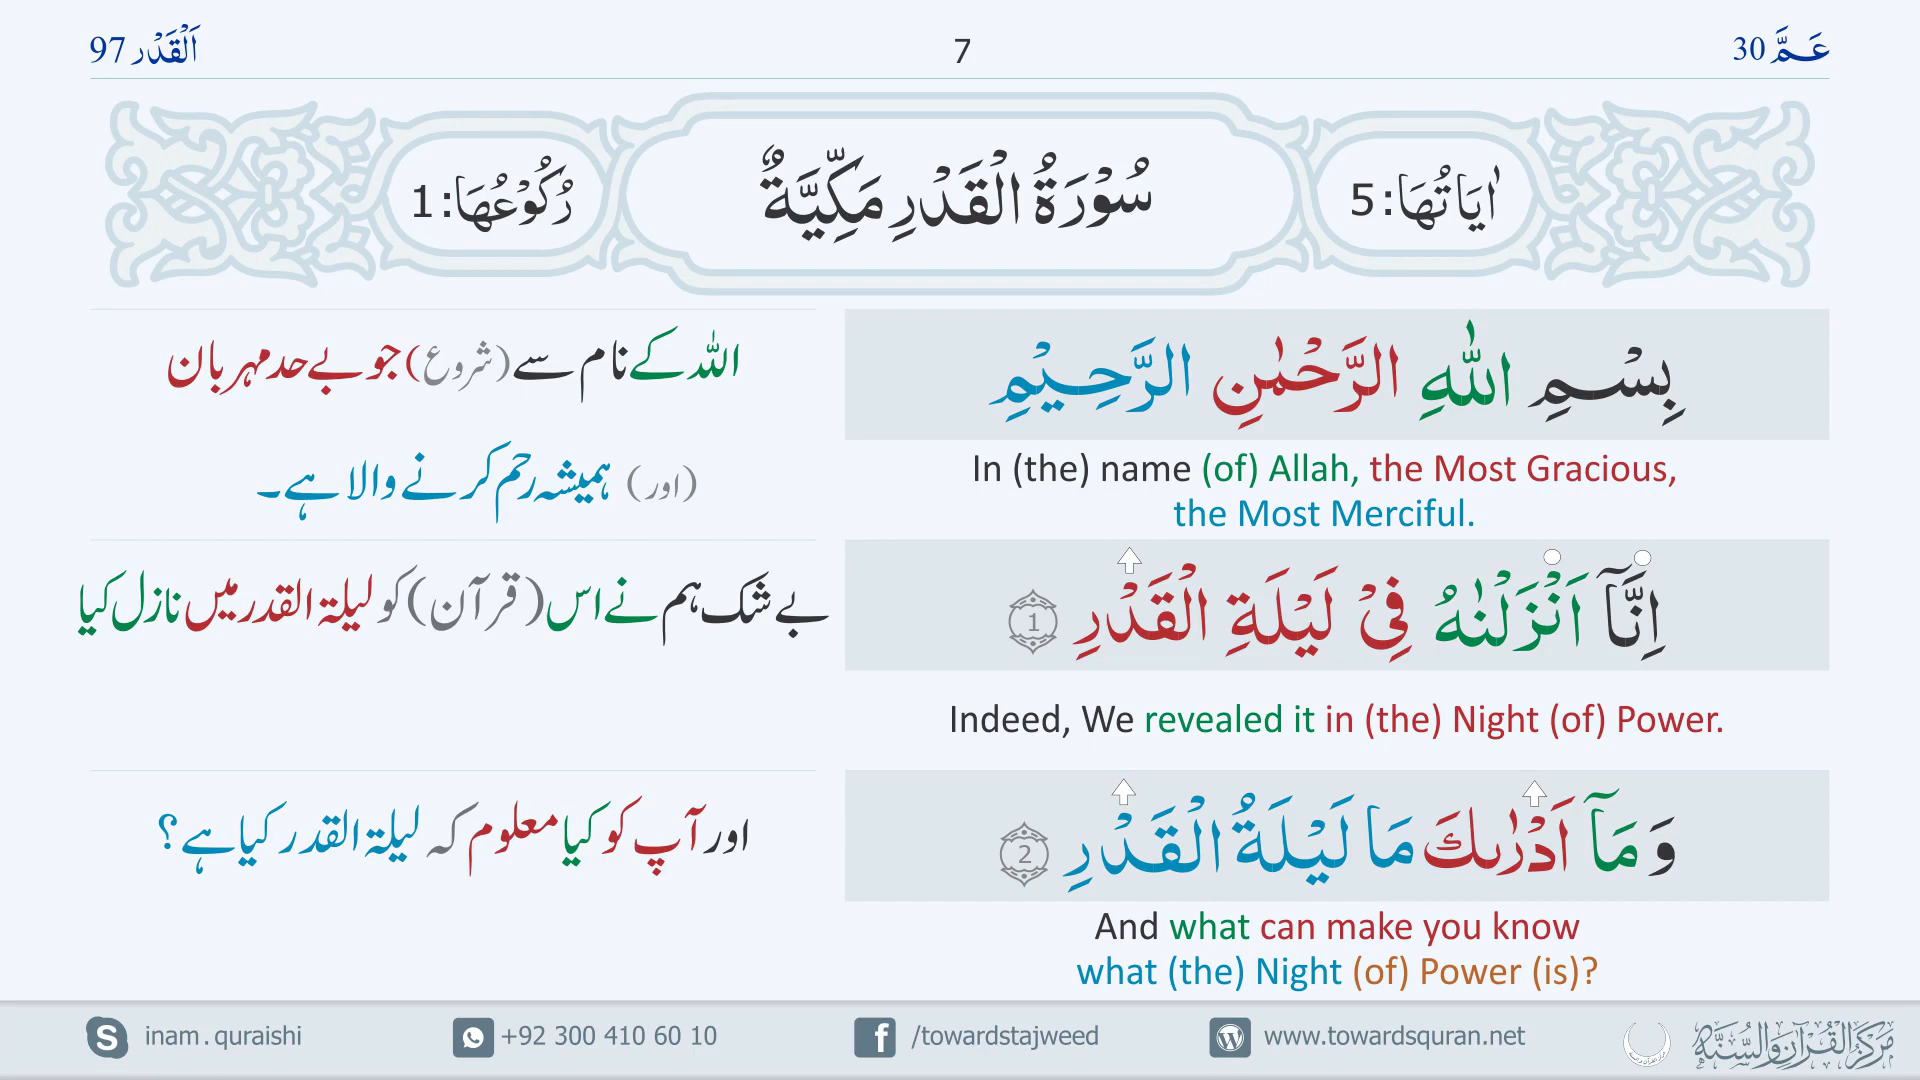 اَلْقَدْر 97
7
عَمَّ 30
اٰيَاتُهَا: 5
سُوْرَةُ الْقَدْرِ مَكِّيَّةٌ
رُكُوْعُهَا: 1
بِسْمِ اللّٰهِ الرَّحْمٰنِ الرَّحِيْمِ
In (the) name (of) Allah, the Most Gracious,
the Most Merciful.
اللہ کے نام سے (شروع) جو بے حد مہربان
(اور) ہمیشہ رحم کرنے والا ہے۔
اِنَّآ اَنْزَلْنٰهُ فِیْ لَيْلَةِ الْقَدْرِ 1
Indeed, We revealed it in (the) Night (of) Power.
بے شک ہم نے اس (قرآن) کو لیلۃ القدر میں نازل کیا
وَ مَآ اَدْرٰىكَ مَا لَيْلَةُ الْقَدْرِ 2
And what can make you know
what (the) Night (of) Power (is)?
اور آپ کو کیا معلوم کہ لیلۃ القدر کیا ہے؟
inam.quraishi
+92 300 410 60 10
/towardstajweed
www.towardsquran.net
مَركَزُ القُرآنِ وَالسُّنَّة